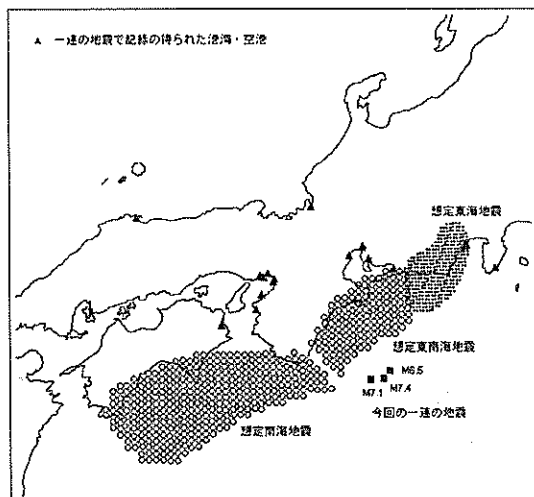 ▲ 一連の地震で記録の得られた港湾・空港
想定東海地震
想定東南海地震
M6.5
M7.4
M7.1
今回の一連の地震
想定南海地震